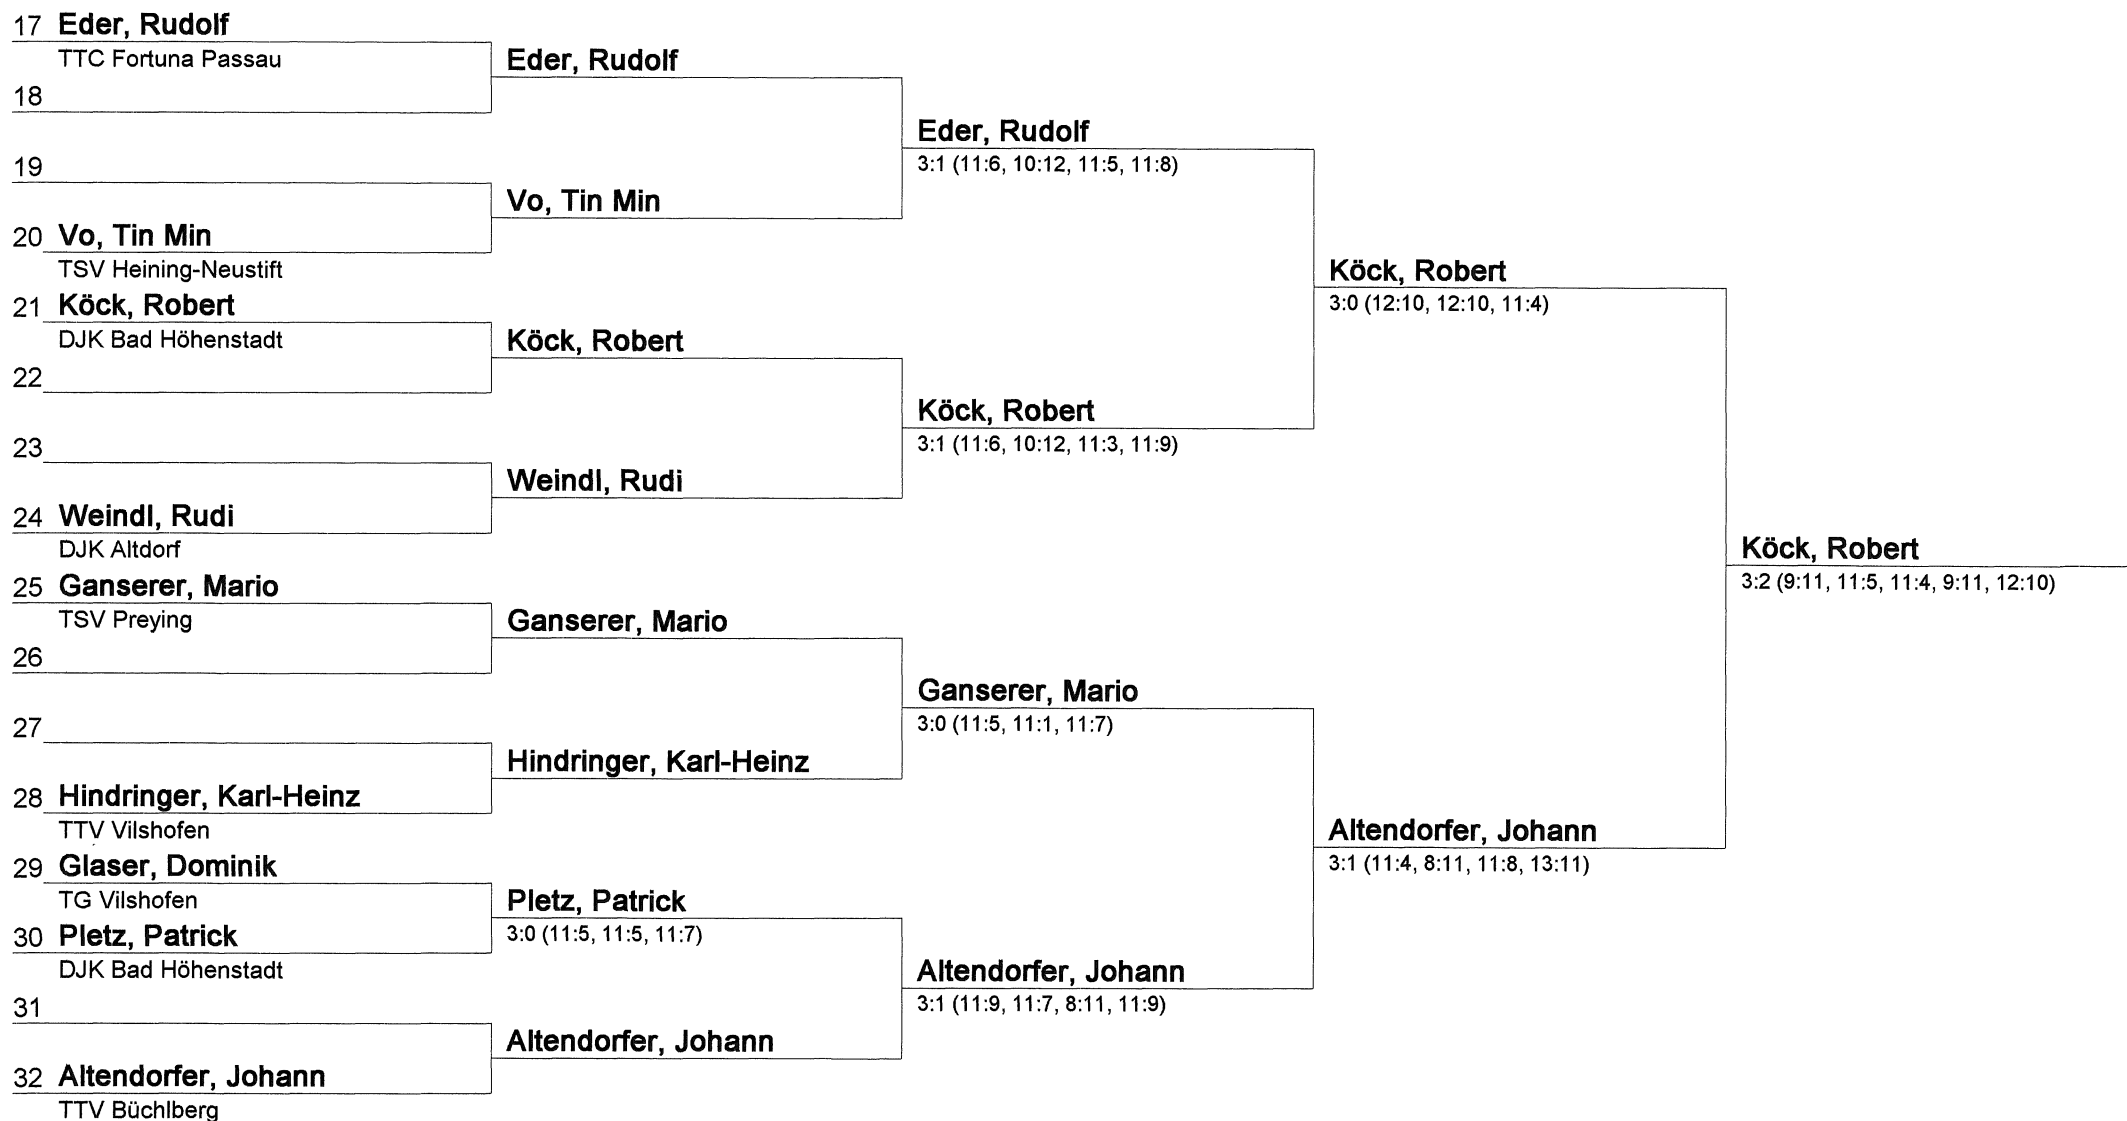 17 Eder, Rudolf
TTC Fortuna Passau
18
19
20 Vo, Tin Min
TSV Heining-Neustift
21 Köck, Robert
DJK Bad Höhenstadt
22
23
24 Weindl, Rudi
DJK Altdorf
25 Ganserer, Mario
TSV Preying
26
27
28 Hindringer, Karl-Heinz
TTV Vilshofen
29 Glaser, Dominik
TG Vilshofen
30 Pletz, Patrick
DJK Bad Höhenstadt
31
32 Altendorfer, Johann
TTV Büchlberg
Eder, Rudolf
Vo, Tin Min
Köck, Robert
Weindl, Rudi
Ganserer, Mario
Hindringer, Karl-Heinz
Pletz, Patrick
3:0 (11:5, 11:5, 11:7)
Altendorfer, Johann
Eder, Rudolf
3:1 (11:6, 10:12, 11:5, 11:8)
Köck, Robert
3:1 (11:6, 10:12, 11:3, 11:9)
Ganserer, Mario
3:0 (11:5, 11:1, 11:7)
Altendorfer, Johann
3:1 (11:9, 11:7, 8:11, 11:9)
Köck, Robert
3:0 (12:10, 12:10, 11:4)
Altendorfer, Johann
3:1 (11:4, 8:11, 11:8, 13:11)
Köck, Robert
3:2 (9:11, 11:5, 11:4, 9:11, 12:10)